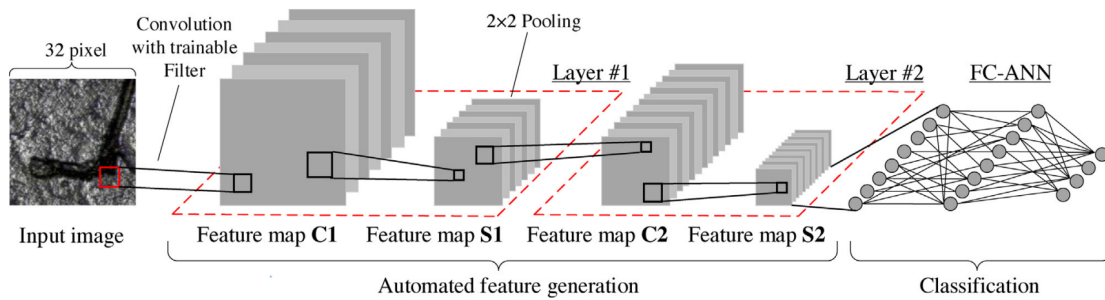 32 pixel
Convolution
with trainable
Filter
2×2 Pooling
Layer #1
Layer #2
FC-ANN
Input image
Feature map C1
Feature map S1
Feature map C2
Feature map S2
Automated feature generation
Classification